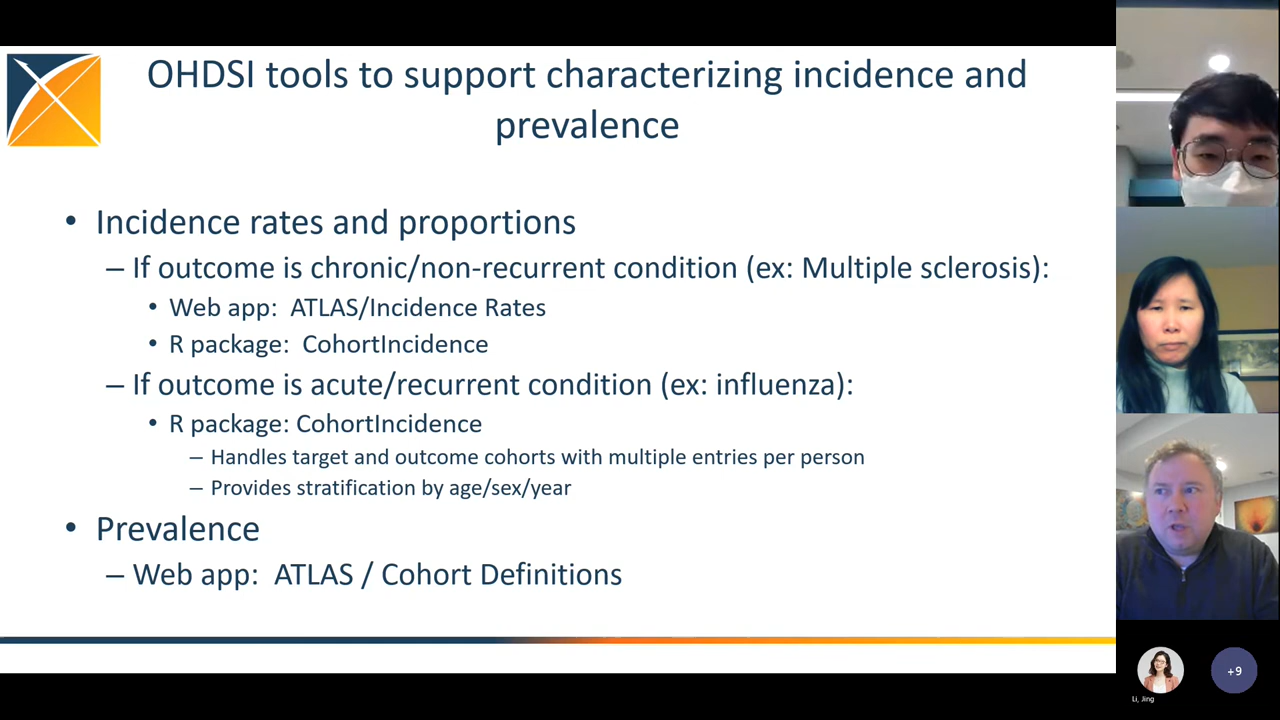 OHDSI tools to support characterizing incidence and
prevalence
• Incidence rates and proportions
– If outcome is chronic/non-recurrent condition (ex: Multiple sclerosis):
• Web app:  ATLAS/Incidence Rates
• R package:  CohortIncidence
– If outcome is acute/recurrent condition (ex: influenza):
• R package: CohortIncidence
– Handles target and outcome cohorts with multiple entries per person
– Provides stratification by age/sex/year
• Prevalence
– Web app:  ATLAS / Cohort Definitions
Li, Jing
+9